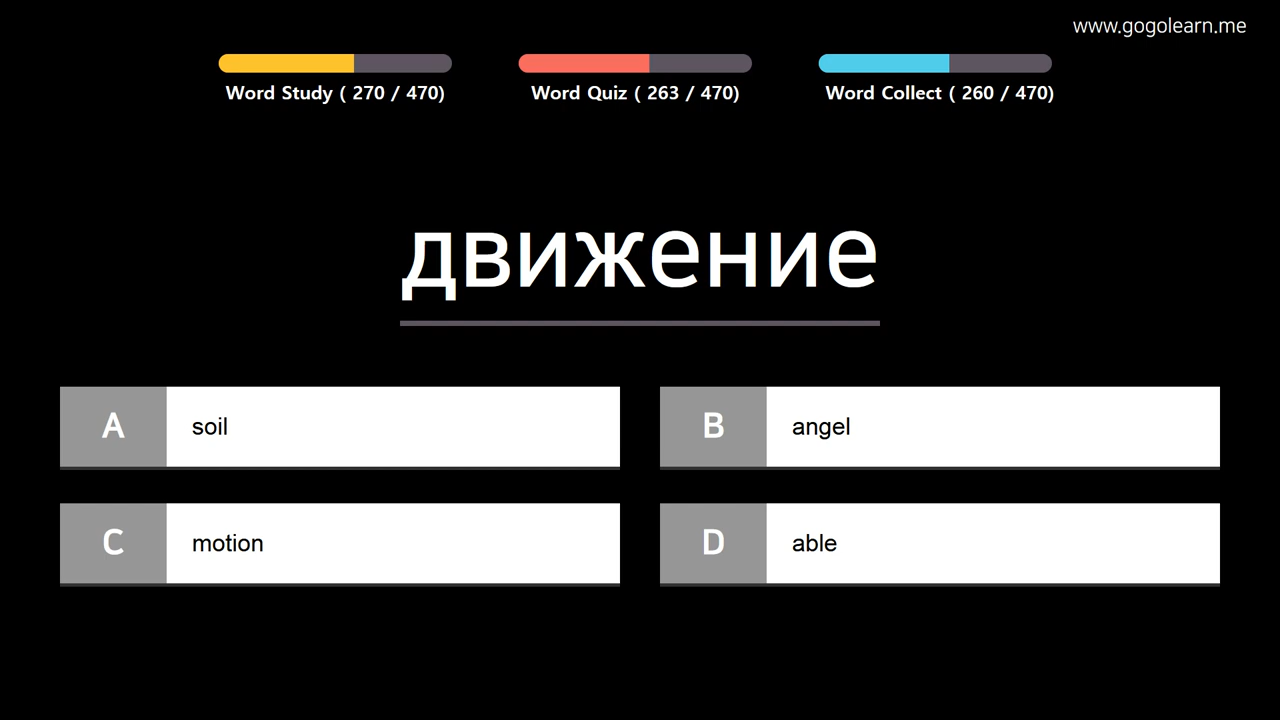 www.gogolearn.me
Word Study ( 270 / 470)
Word Quiz ( 263 / 470)
Word Collect ( 260 / 470)
движение
A soil
B angel
C motion
D able